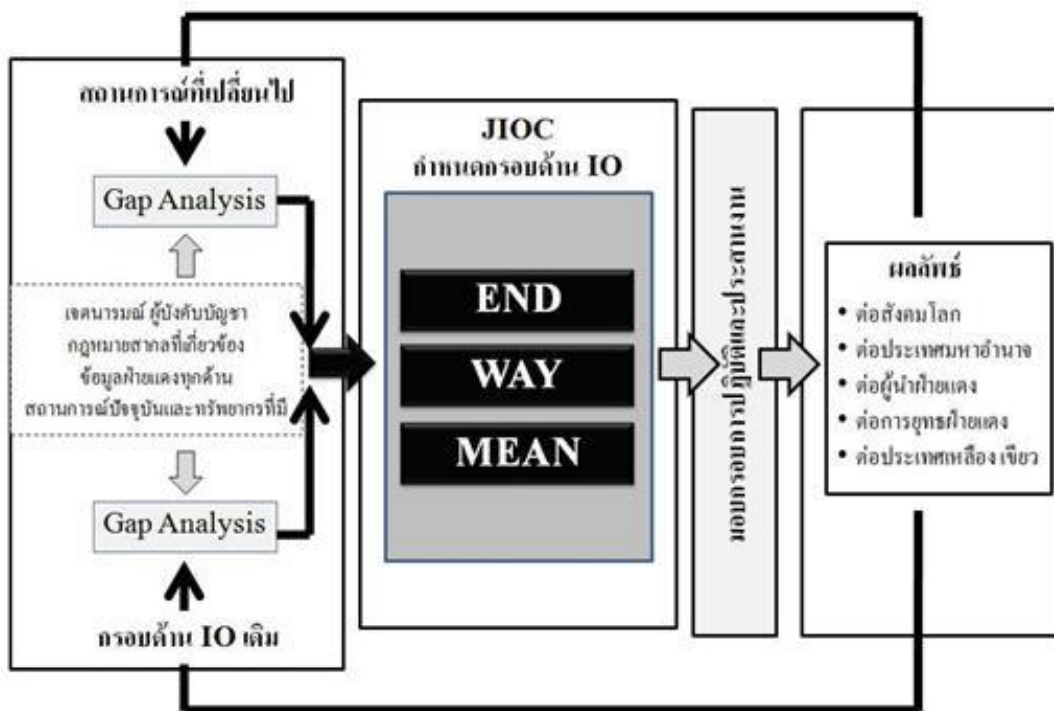 สถานการณ์ที่เปลี่ยนไป
Gap Analysis
เจตนารมณ์ ผู้บังคับบัญชา
กฎหมายสากลที่เกี่ยวข้อง
ข้อมูลฝ่ายแดงทุกด้าน
สถานการณ์ปัจจุบันและทรัพยากรที่มี
Gap Analysis
กรอบด้าน IO เดิม
JIOC
กำหนดกรอบด้าน IO
END
WAY
MEAN
มอบกรอบการปฏิบัติและประสานงาน
ผลลัพธ์
• ต่อสังคมโลก
• ต่อประเทศมหาอำนาจ
• ต่อผู้นำฝ่ายแดง
• ต่อการยุทธฝ่ายแดง
• ต่อประเทศเหลือง เขียว